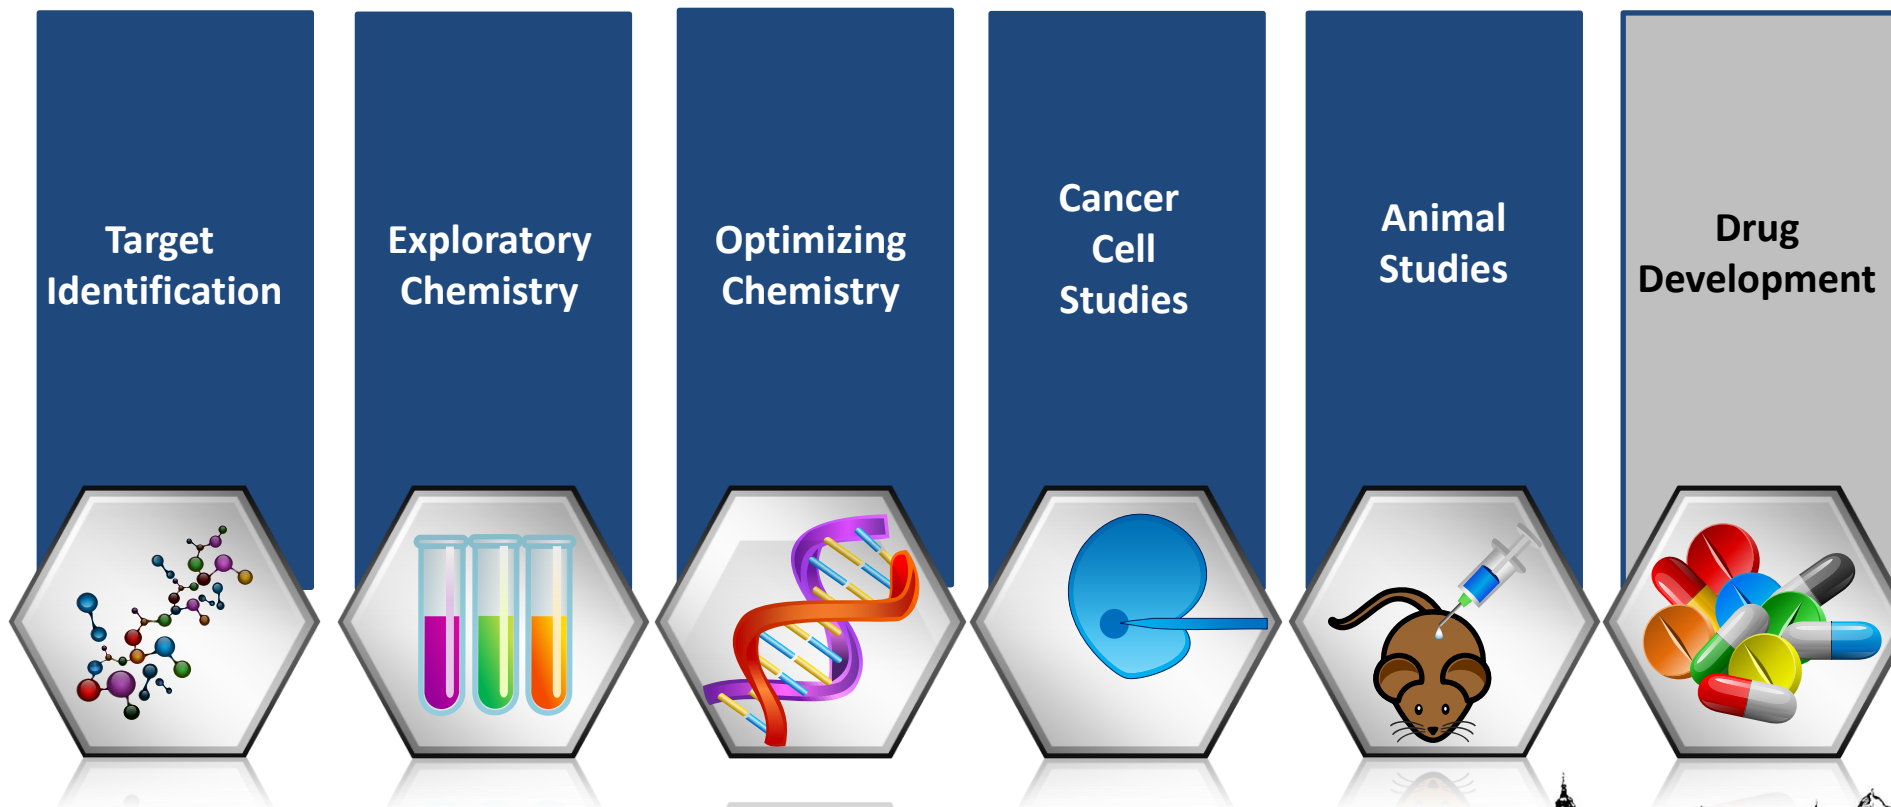 Target
Identification
Exploratory
Chemistry
Optimizing
Chemistry
Cancer
Cell
Studies
Animal
Studies
Drug
Development